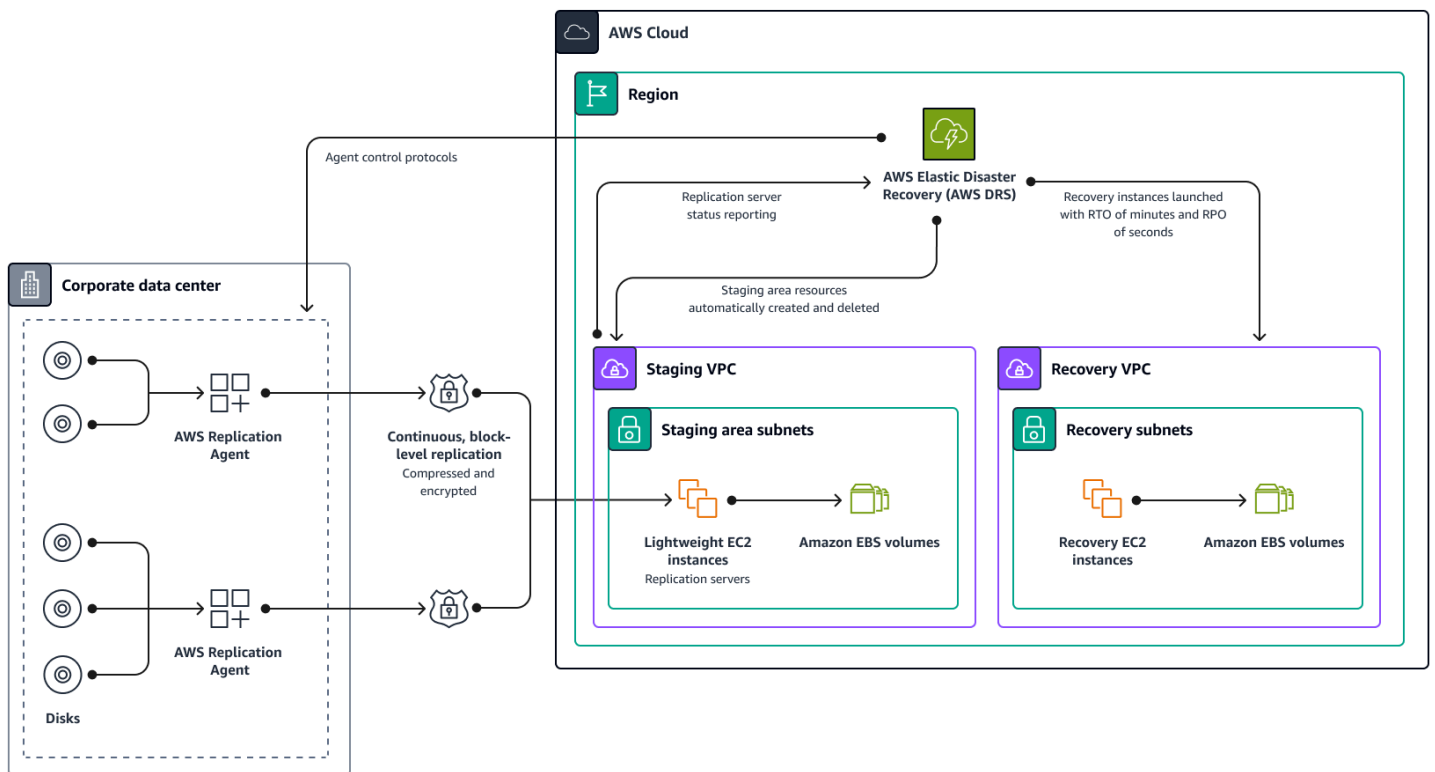 AWS Cloud
Region
Agent control protocols
AWS Elastic Disaster
Recovery (AWS DRS)
Replication server
status reporting
Recovery instances launched
with RTO of minutes and RPO
of seconds
Staging area resources
automatically created and deleted
Corporate data center
AWS Replication
Agent
Continuous, block-
level replication
Compressed and
encrypted
AWS Replication
Agent
Disks
Staging VPC
Staging area subnets
Lightweight EC2
instances
Replication servers
Amazon EBS volumes
Recovery VPC
Recovery subnets
Recovery EC2
instances
Amazon EBS volumes